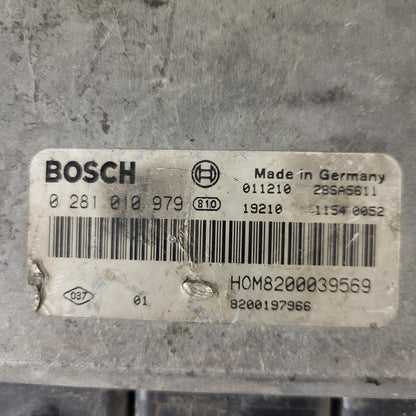 BOSCH
Made in Germany
011210 28SA5611
0 281 010 979 810
19210 1154 0052
HOM8200039569
037 01
8200197966